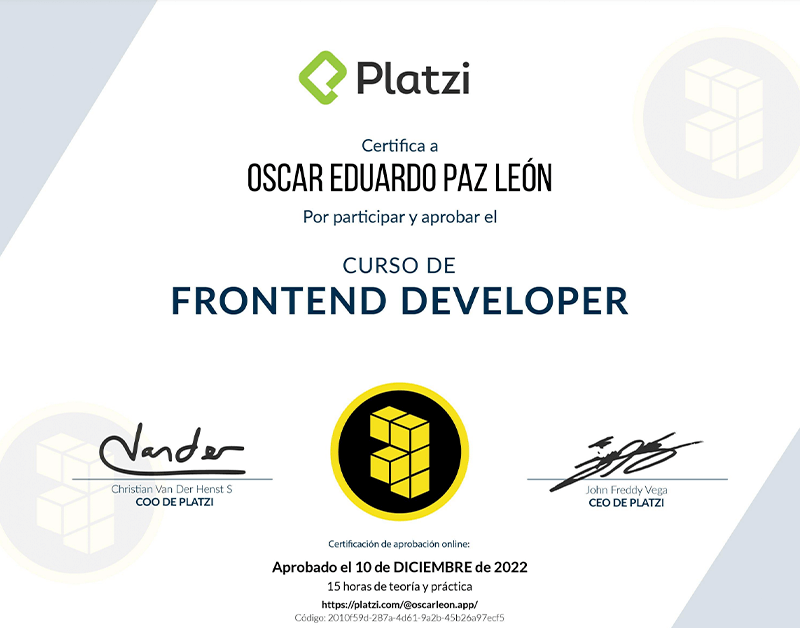 Platzi
Certifica a
OSCAR EDUARDO PAZ LEÓN
Por participar y aprobar el
CURSO DE
FRONTEND DEVELOPER
Vander
Christian Van Der Henst S
COO DE PLATZI
John Freddy Vega
CEO DE PLATZI
Certificación de aprobación online:
Aprobado el 10 de DICIEMBRE de 2022
15 horas de teoría y práctica
https://platzi.com/@oscarleon.app/
Código: 2010f59d-287a-4d61-9a2b-45b26a97ecf5